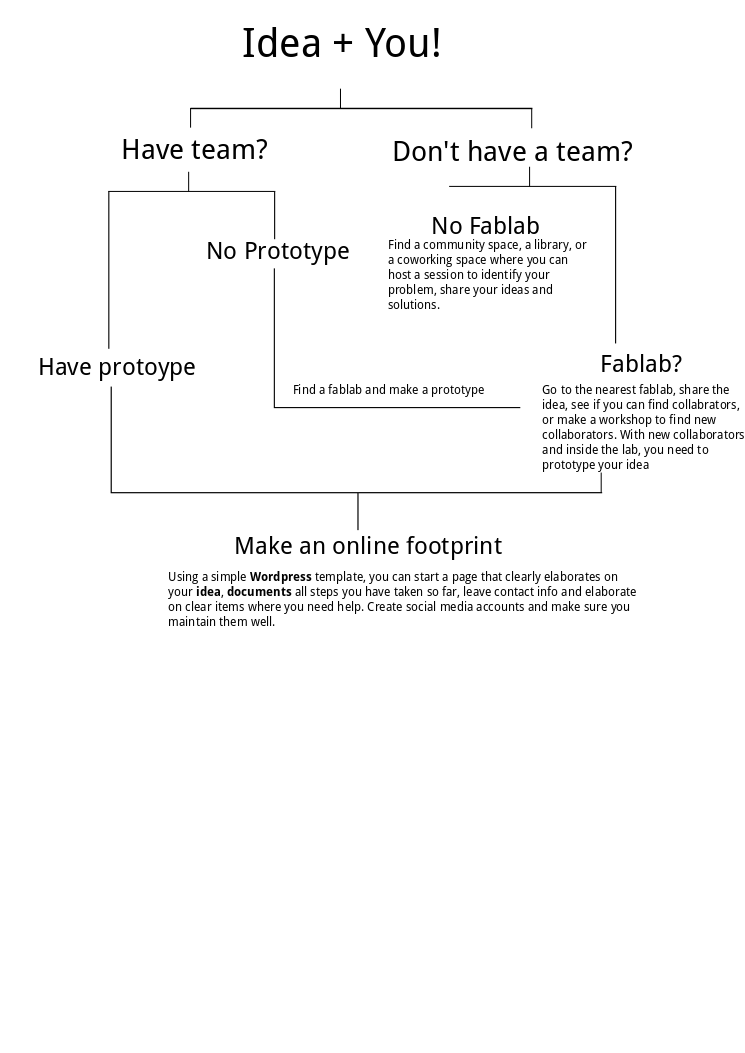 Idea + You!
Have team?
Don't have a team?
No Fablab
Find a community space, a library, or
a coworking space where you can
host a session to identify your
problem, share your ideas and
solutions.
No Prototype
Have protoype
Find a fablab and make a prototype
Fablab?
Go to the nearest fablab, share the
idea, see if you can find collabrators,
or make a workshop to find new
collaborators. With new collaborators
and inside the lab, you need to
prototype your idea
Make an online footprint
Using a simple Wordpress template, you can start a page that clearly elaborates on
your idea, documents all steps you have taken so far, leave contact info and elaborate
on clear items where you need help. Create social media accounts and make sure you
maintain them well.